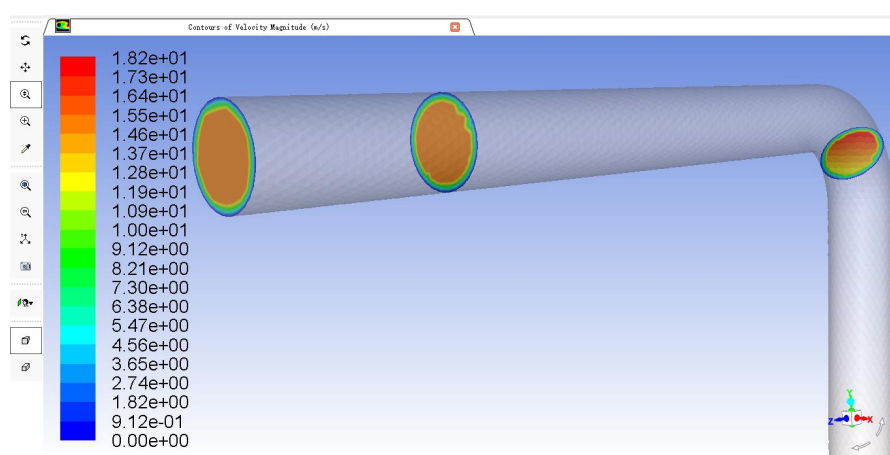 Contours of Velocity Magnitude (m/s)
1.82e+01
1.73e+01
1.64e+01
1.55e+01
1.46e+01
1.37e+01
1.28e+01
1.19e+01
1.09e+01
1.00e+01
9.12e+00
8.21e+00
7.30e+00
6.38e+00
5.47e+00
4.56e+00
3.65e+00
2.74e+00
1.82e+00
9.12e-01
0.00e+00
Y
Z
X